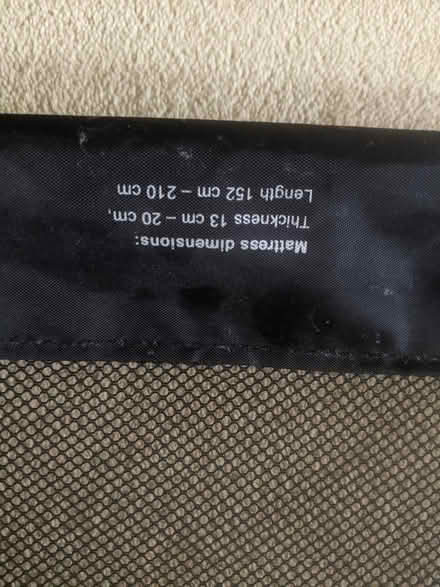 Mattress dimensions:
Thickness 13 cm – 20 cm,
Length 152 cm – 210 cm